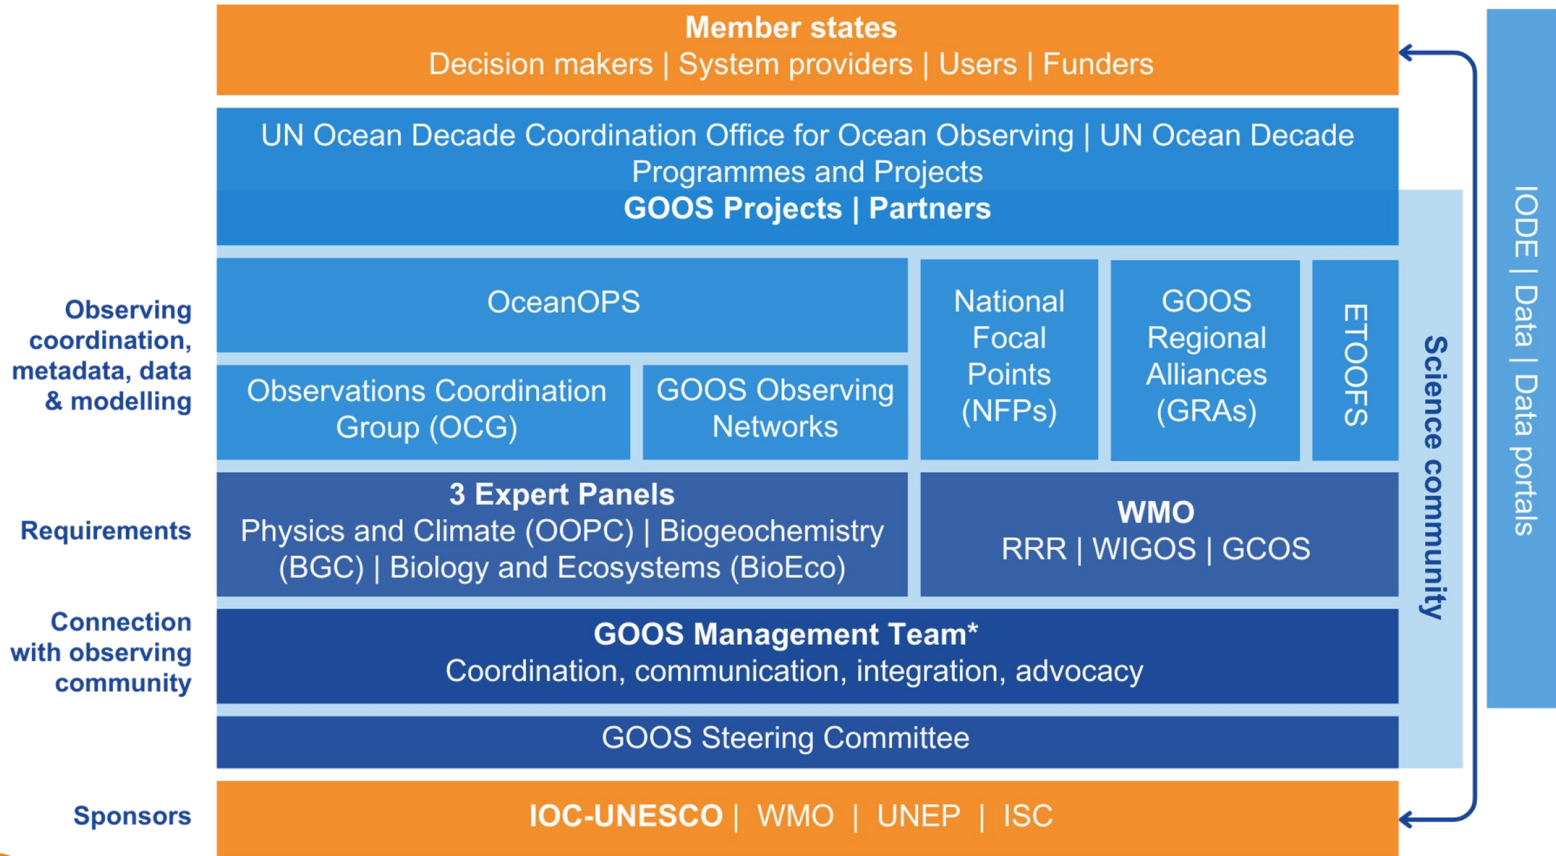 Member states
Decision makers | System providers | Users | Funders
UN Ocean Decade Coordination Office for Ocean Observing | UN Ocean Decade
Programmes and Projects
GOOS Projects | Partners
Observing
coordination,
metadata, data
& modelling
OceanOPS
Observations Coordination
Group (OCG)
GOOS Observing
Networks
National
Focal
Points
(NFPs)
GOOS
Regional
Alliances
(GRAs)
ETOOFS
Requirements
3 Expert Panels
Physics and Climate (OOPC) | Biogeochemistry
(BGC) | Biology and Ecosystems (BioEco)
WMO
RRR | WIGOS | GCOS
Connection
with observing
community
GOOS Management Team*
Coordination, communication, integration, advocacy
GOOS Steering Committee
Sponsors
IOC-UNESCO | WMO | UNEP | ISC
Science community
IODE | Data | Data portals